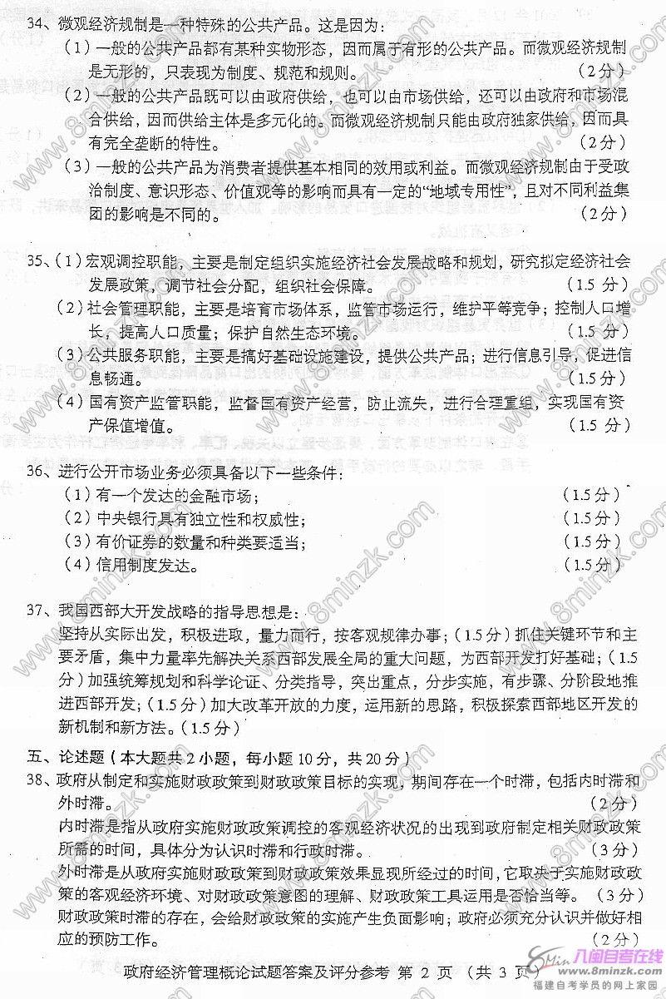 34、微观经济规制是一种特殊的公共产品。这是因为：
（1）一般的公共产品都有某种实物形态，因而属于有形的公共产品。而微观经济规制
是无形的，只表现为制度、规范和规则。（2分）
（2）一般的公共产品既可以由政府供给，也可以由市场供给，还可以由政府和市场混
合供给，因而供给主体是多元化的。而微观经济规制只能由政府独家供给，因而具
有完全垄断的特性。（2分）
（3）一般的公共产品为消费者提供基本相同的效用或利益。而微观经济规制由于受政
治制度、意识形态、价值观等的影响而具有一定的“地域专用性”，且对不同利益集
团的影响是不同的。（2分）
35、（1）宏观调控职能，主要是制定组织实施经济社会发展战略和规划，研究拟定经济社会
发展政策，调节社会分配，组织社会保障。（1.5 分）
（2）社会管理职能，主要是培育市场体系，监管市场运行，维护平等竞争；控制人口增
长，提高人口质量；保护自然生态环境。（1.5 分）
（3）公共服务职能，主要是搞好基础设施建设，提供公共产品；进行信息引导，促进信
息畅通。（1.5 分）
（4）国有资产监管职能，监督国有资产经营，防止流失，进行合理重组，实现国有资
产保值增值。（1.5 分）
36、进行公开市场业务必须具备以下一些条件：
（1）有一个发达的金融市场；（1.5分）
（2）中央银行具有独立性和权威性；（1.5分）
（3）有价证券的数量和种类要适当；（1.5分）
（4）信用制度发达。（1.5分）
37、我国西部大开发战略的指导思想是：
坚持从实际出发，积极进取，量力而行，按客观规律办事；（1.5分）抓住关键环节和主
要矛盾，集中力量率先解决关系西部发展全局的重大问题，为西部开发打好基础；（1.5
分）加强统筹规划和科学论证、分类指导，突出重点，分步实施，有步骤、分阶段地推
进西部开发；（1.5分）加大改革开放的力度，运用新的思路，积极探索西部地区开发的
新机制和新方法。（1.5分）
五、论述题（本大题共2小题，每小题10分，共20分）
38、政府从制定和实施财政政策到财政政策目标的实现，期间存在一个时滞，包括内时滞和
外时滞。（2分）
内时滞是指从政府实施财政政策调控的客观经济状况的出现到政府制定相关财政政策
所需的时间，具体分为认识时滞和行政时滞。（3分）
外时滞是从政府实施财政政策到财政政策效果显现所经过的时间，它取决于实施财政政
策的客观经济环境、对财政政策意图的理解、财政政策工具运用是否恰当等。（3分）
财政政策时滞的存在，会给财政政策的实施产生负面影响；政府必须充分认识并做好相
应的预防工作。（2分）
政府经济管理概论试题答案及评分参考 第 2 页 （共 3 页）
8Min 八闽自考在线
www.8minzk.com
福建自考学员的网上家园